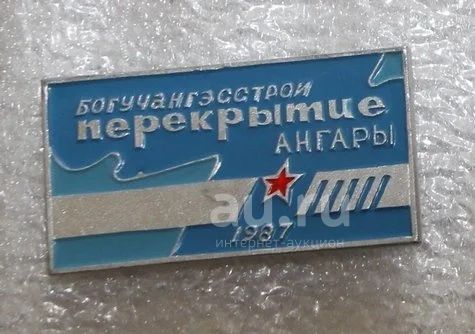 БОГУЧАНГЭССТРОЙ
перекрытие
АНГАРЫ
1987
au.ru
интернет-аукцион